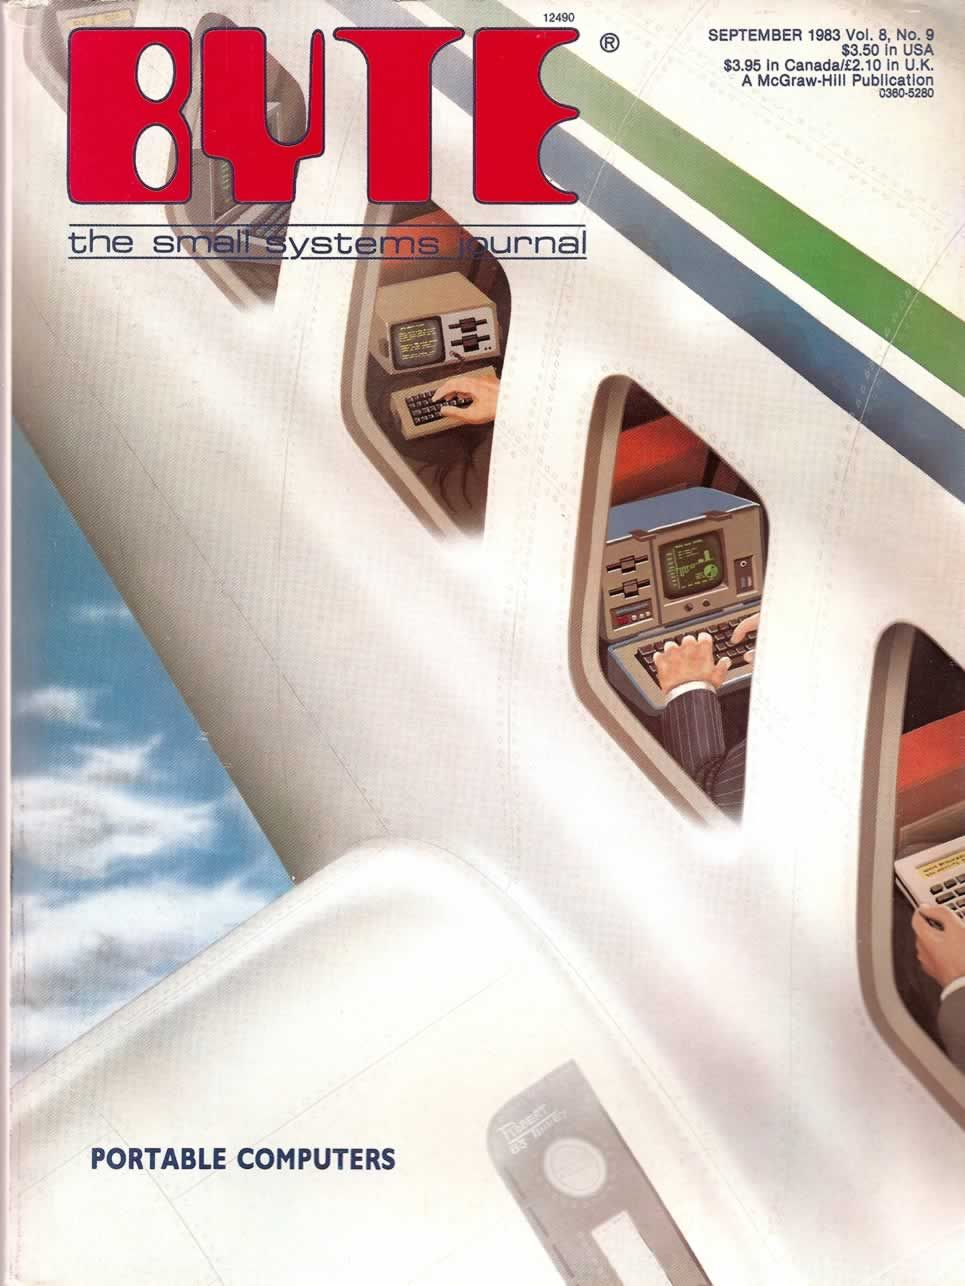 12490
BYTE
®
the small systems journal
SEPTEMBER 1983 Vol. 8, No. 9
$3.50 in USA
$3.95 in Canada/£2.10 in U.K.
A McGraw-Hill Publication
0360-5280
PORTABLE COMPUTERS